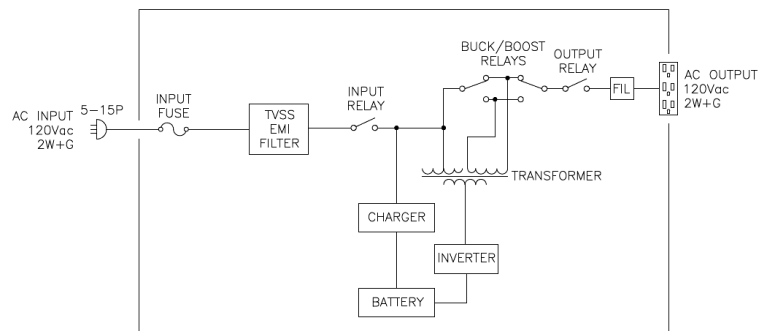 AC INPUT
120Vac
2W+G
5-15P
INPUT
FUSE
TVSS
EMI
FILTER
INPUT
RELAY
BUCK/BOOST
RELAYS
OUTPUT
RELAY
FIL
AC OUTPUT
120Vac
2W+G
TRANSFORMER
CHARGER
INVERTER
BATTERY